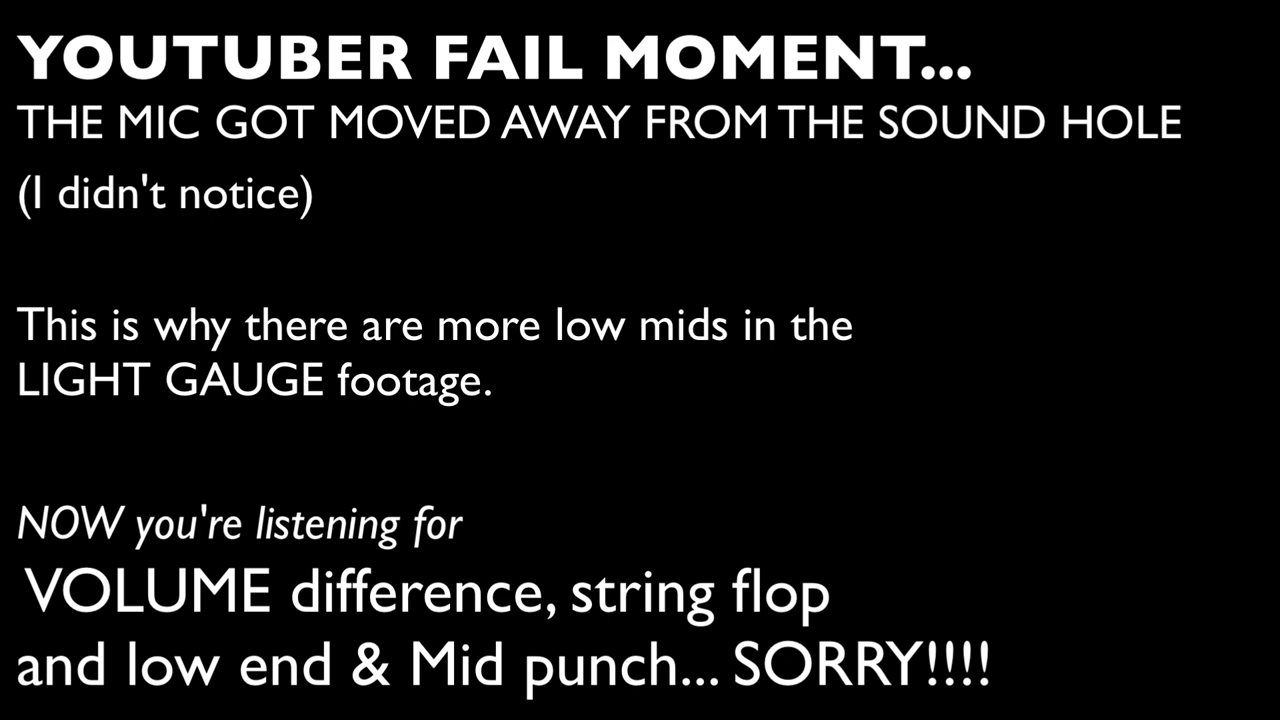 YOUTUBER FAIL MOMENT...
THE MIC GOT MOVED AWAY FROM THE SOUND HOLE
(I didn't notice)
This is why there are more low mids in the
LIGHT GAUGE footage.
NOW you're listening for
VOLUME difference, string flop
and low end & Mid punch... SORRY!!!!